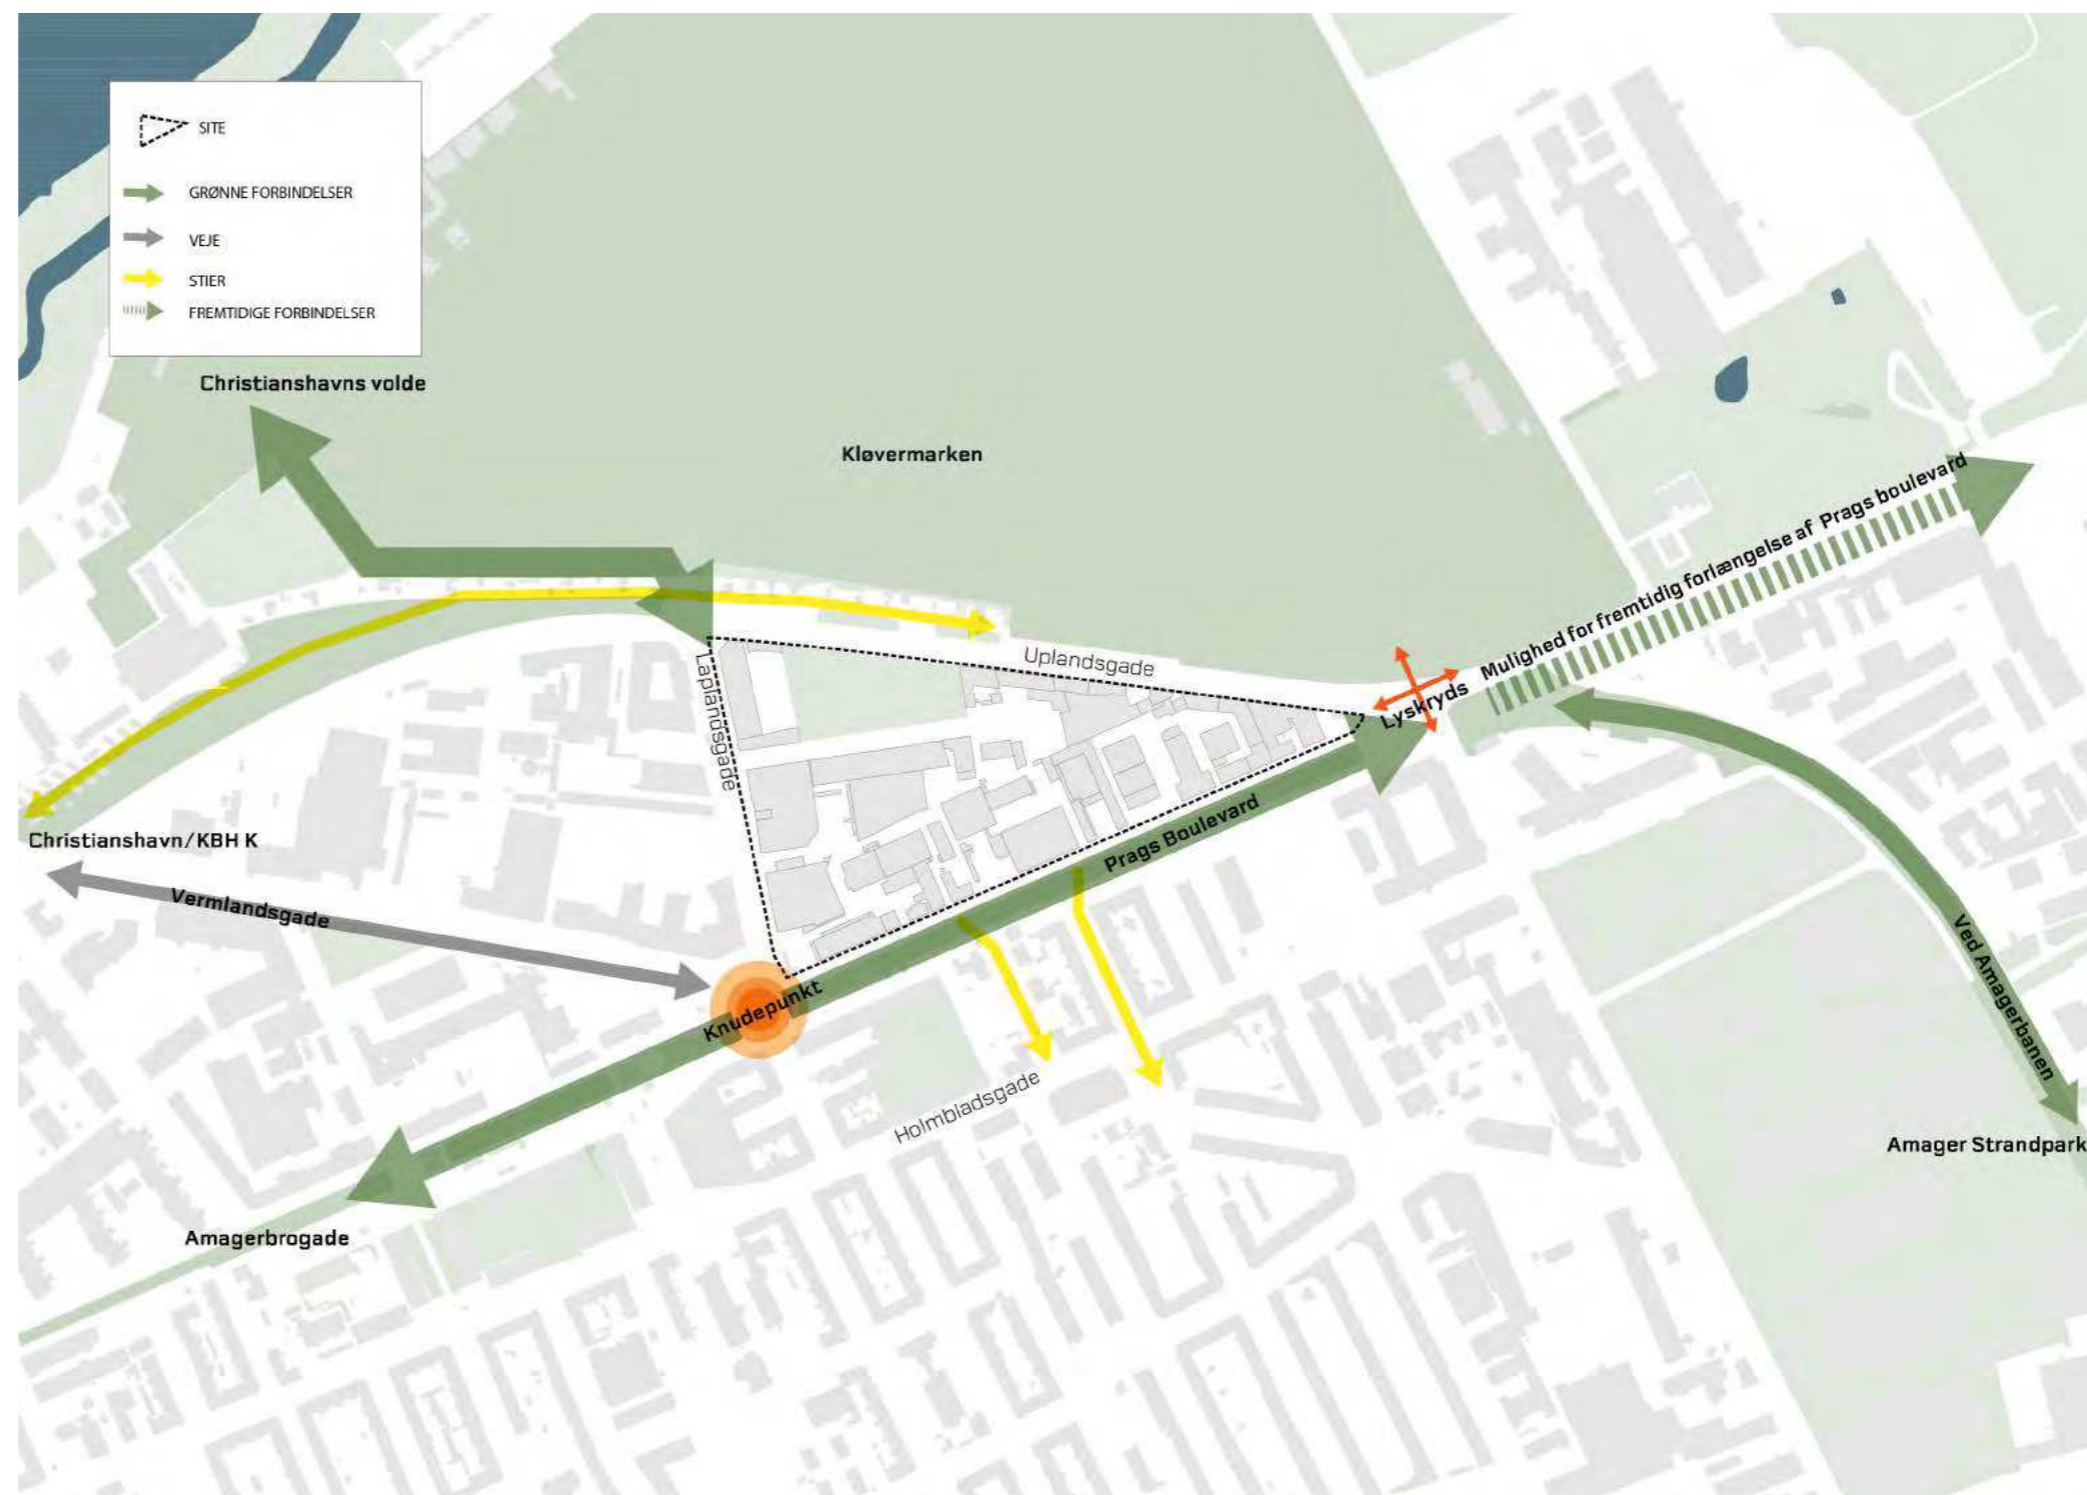 SITE
GRØNNE FORBINDELSER
VEJE
STIER
FREMTIDIGE FORBINDELSER
Christianshavns volde
Kløvermarken
Mulighed for fremtidig forlængelse af Prags boulevard
Uplandsgade
Laplandsgade
Lyskryds
Prags Boulevard
Christianshavn/KBH K
Vermlandsgade
Knudepunkt
Ved Amagerbanen
Holmbladsgade
Amager Strandpark
Amagerbrogade